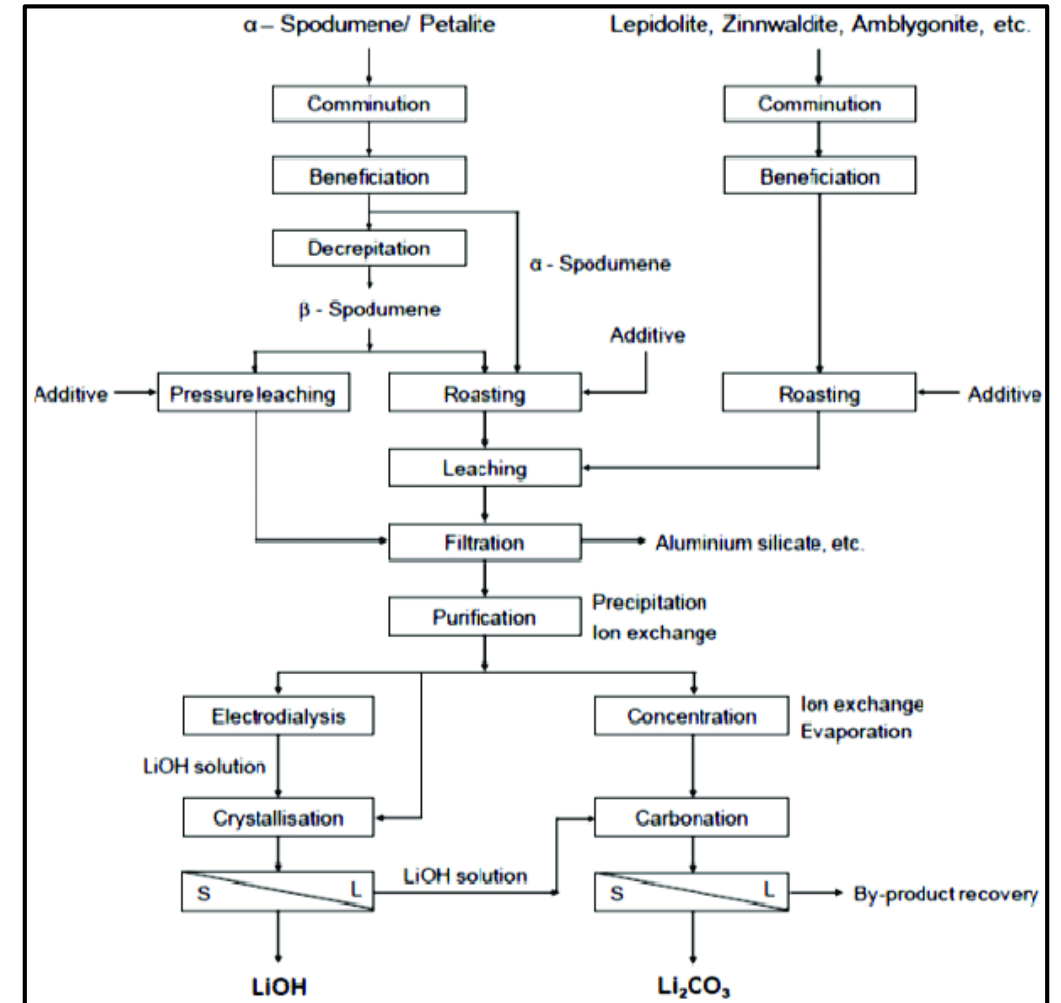 α – Spodumene/ Petalite
Lepidolite, Zinnwaldite, Amblygonite, etc.
Comminution
Comminution
Beneficiation
Beneficiation
Decrepitation
α - Spodumene
β - Spodumene
Additive
Additive
Pressure leaching
Roasting
Roasting
Additive
Leaching
Filtration
Aluminium silicate, etc.
Purification
Precipitation
Ion exchange
Electrodialysis
Concentration
Ion exchange
Evaporation
LiOH solution
Crystallisation
Carbonation
S
L
LiOH solution
S
L
By-product recovery
LiOH
Li₂CO₃